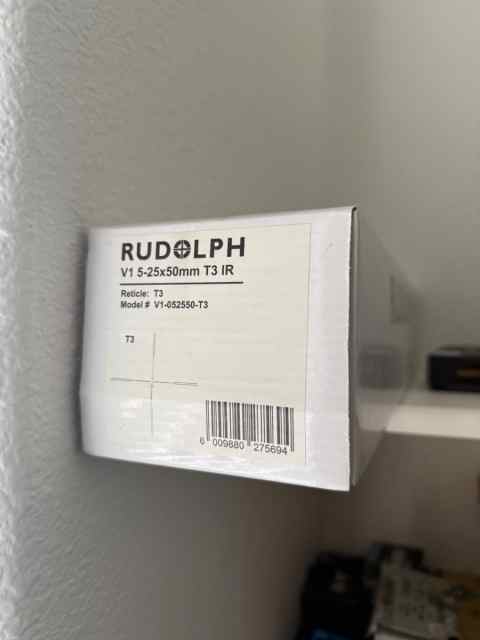 RUDOLPH
V1 5-25x50mm T3 IR
Reticle: T3
Model # V1-052550-T3
T3
6 009880 275694